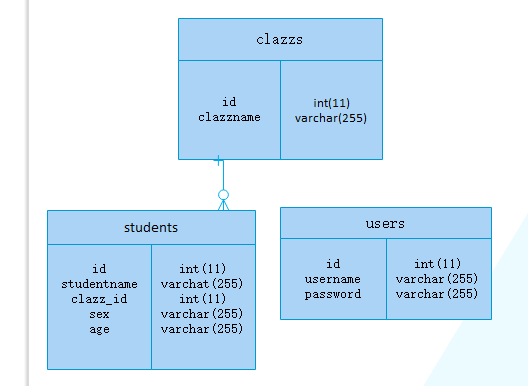 clazzs
id int(11)
clazzname varchar(255)
students
id int(11)
studentname varchat(255)
clazz_id int(11)
sex varchar(255)
age varchar(255)
users
id int(11)
username varchar(255)
password varchar(255)